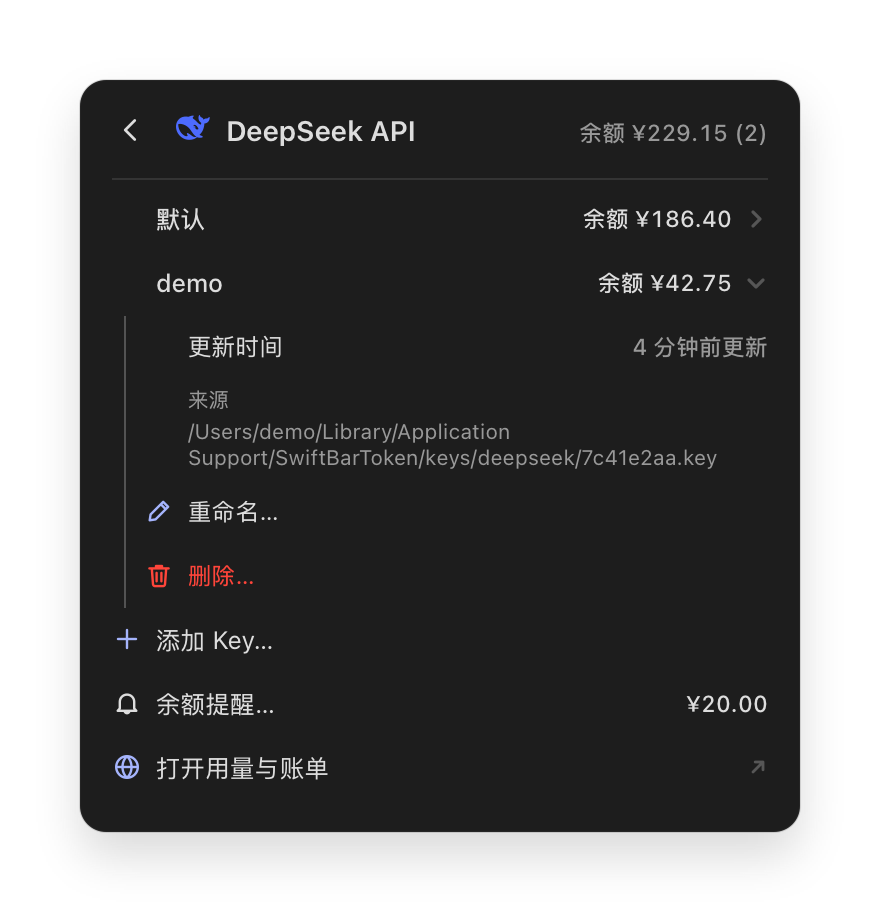 DeepSeek API
余额 ¥229.15 (2)
默认
余额 ¥186.40
demo
余额 ¥42.75
更新时间
4 分钟前更新
来源
/Users/demo/Library/Application
Support/SwiftBarToken/keys/deepseek/7c41e2aa.key
重命名...
删除...
添加 Key...
余额提醒...
¥20.00
打开用量与账单